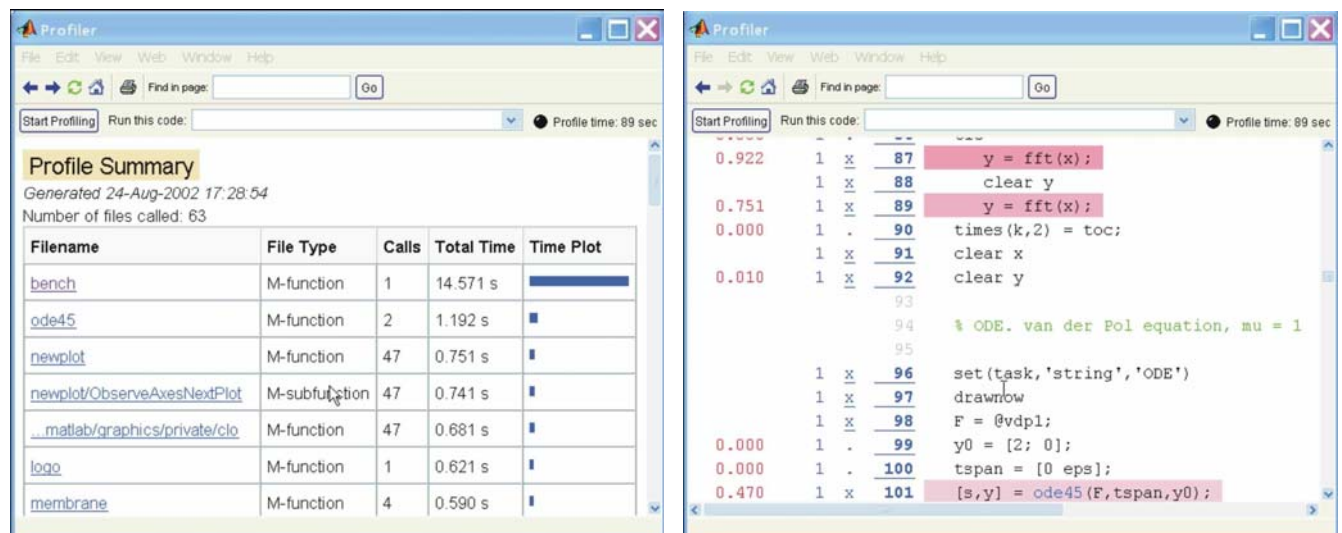 Profiler
File Edit View Web Window Help
Find in page: Go
Start Profiling Run this code: Profile time: 89 sec
Profile Summary
Generated 24-Aug-2002 17:28:54
Number of files called: 63
Filename File Type Calls Total Time Time Plot
bench M-function 1 14.571 s
ode45 M-function 2 1.192 s
newplot M-function 47 0.751 s
newplot/ObserveAxesNextPlot M-subfunction 47 0.741 s
...matlab/graphics/private/clo M-function 47 0.681 s
logo M-function 1 0.621 s
membrane M-function 4 0.590 s
Profiler
File Edit View Web Window Help
Find in page: Go
Start Profiling Run this code: Profile time: 89 sec
0.922 1 x 87 y = fft(x);
1 x 88 clear y
0.751 1 x 89 y = fft(x);
0.000 1 . 90 times(k,2) = toc;
1 x 91 clear x
0.010 1 x 92 clear y
93
94 % ODE. van der Pol equation, mu = 1
95
1 x 96 set(task,'string','ODE')
1 x 97 drawnow
1 x 98 F = @vdp1;
0.000 1 . 99 y0 = [2; 0];
0.000 1 . 100 tspan = [0 eps];
0.470 1 x 101 [s,y] = ode45(F,tspan,y0);